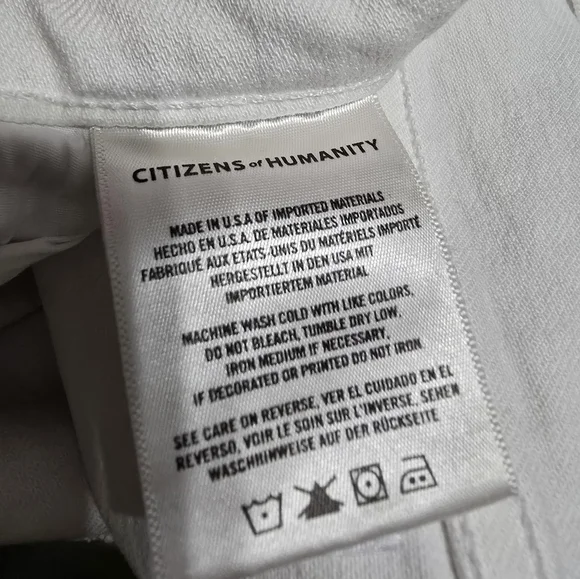 CITIZENS of HUMANITY
MADE IN U.S.A OF IMPORTED MATERIALS
HECHO EN U.S.A. DE MATERIALES IMPORTADOS
FABRIQUÉ AUX ETATS-UNIS DU MATÉRIELS IMPORTÉ
HERGESTELLT IN DEN USA MIT
IMPORTIERTEM MATERIAL
MACHINE WASH COLD WITH LIKE COLORS,
DO NOT BLEACH, TUMBLE DRY LOW,
IRON MEDIUM IF NECESSARY,
IF DECORATED OR PRINTED DO NOT IRON
SEE CARE ON REVERSE, VER EL CUIDADO EN EL
REVERSO, VOIR LE SOIN SUR L'INVERSE, SEHEN
WASCHHINWEISE AUF DER RÜCKSEITE